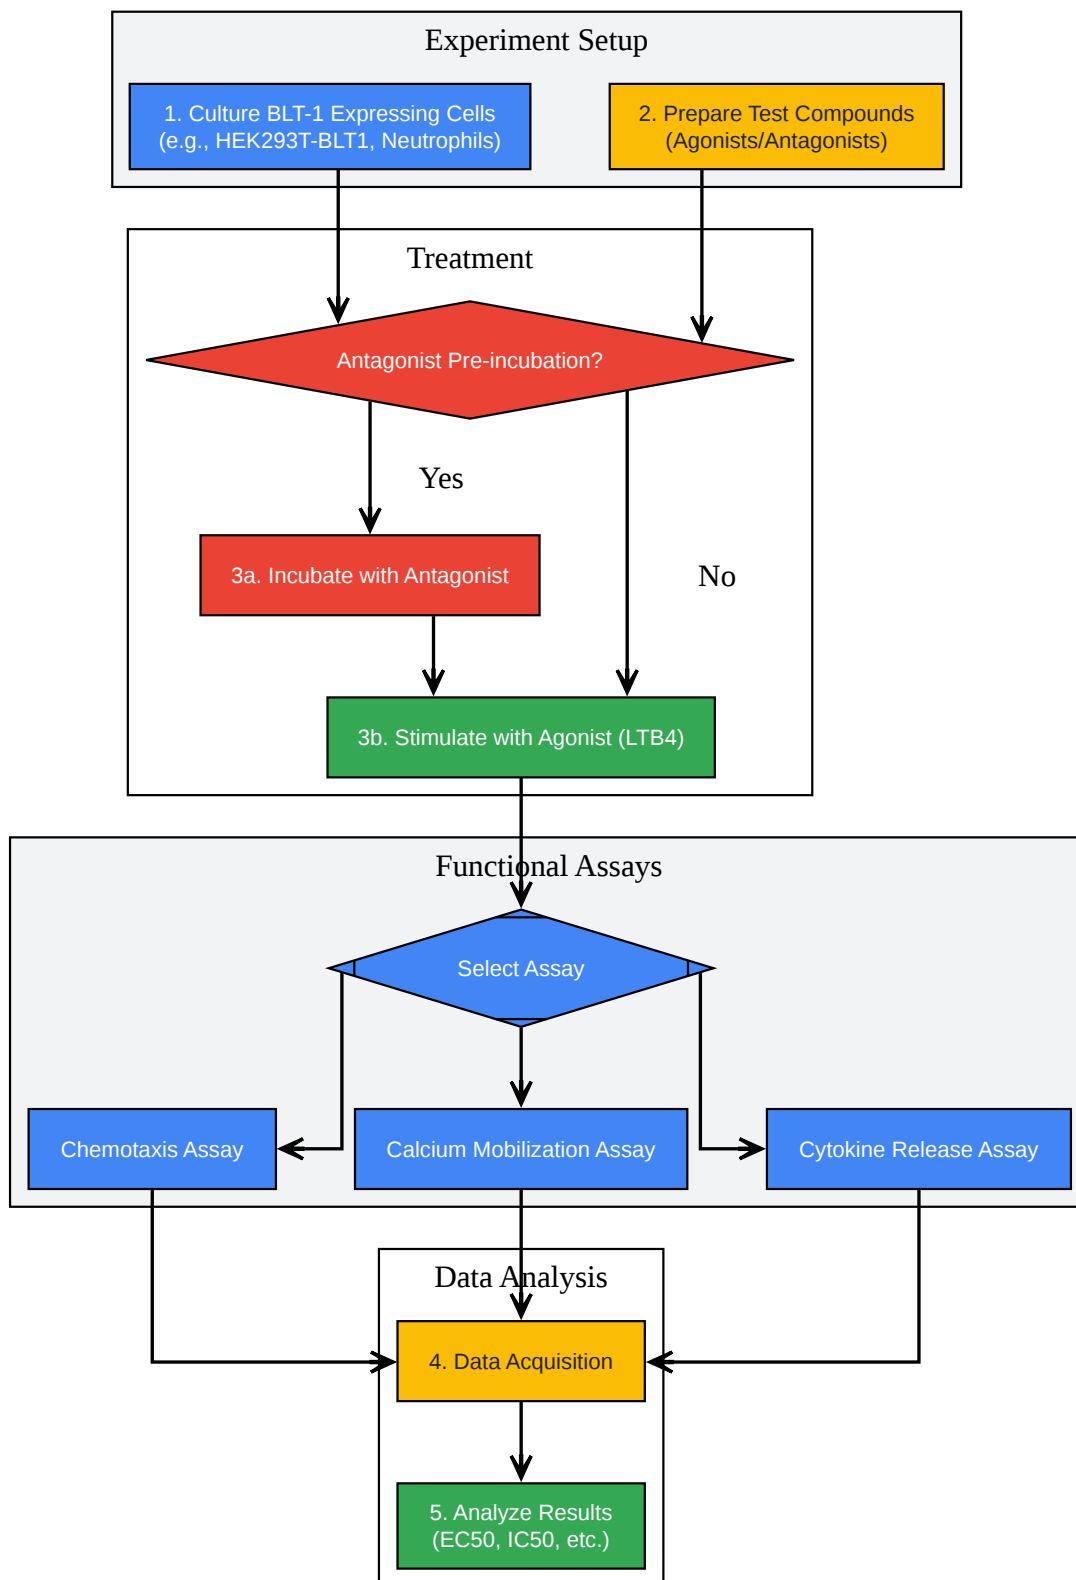 Experiment Setup
1. Culture BLT-1 Expressing Cells
(e.g., HEK293T-BLT1, Neutrophils)
2. Prepare Test Compounds
(Agonists/Antagonists)
Treatment
Antagonist Pre-incubation?
Yes
3a. Incubate with Antagonist
No
3b. Stimulate with Agonist (LTB4)
Functional Assays
Select Assay
Chemotaxis Assay
Calcium Mobilization Assay
Cytokine Release Assay
Data Analysis
4. Data Acquisition
5. Analyze Results
(EC50, IC50, etc.)